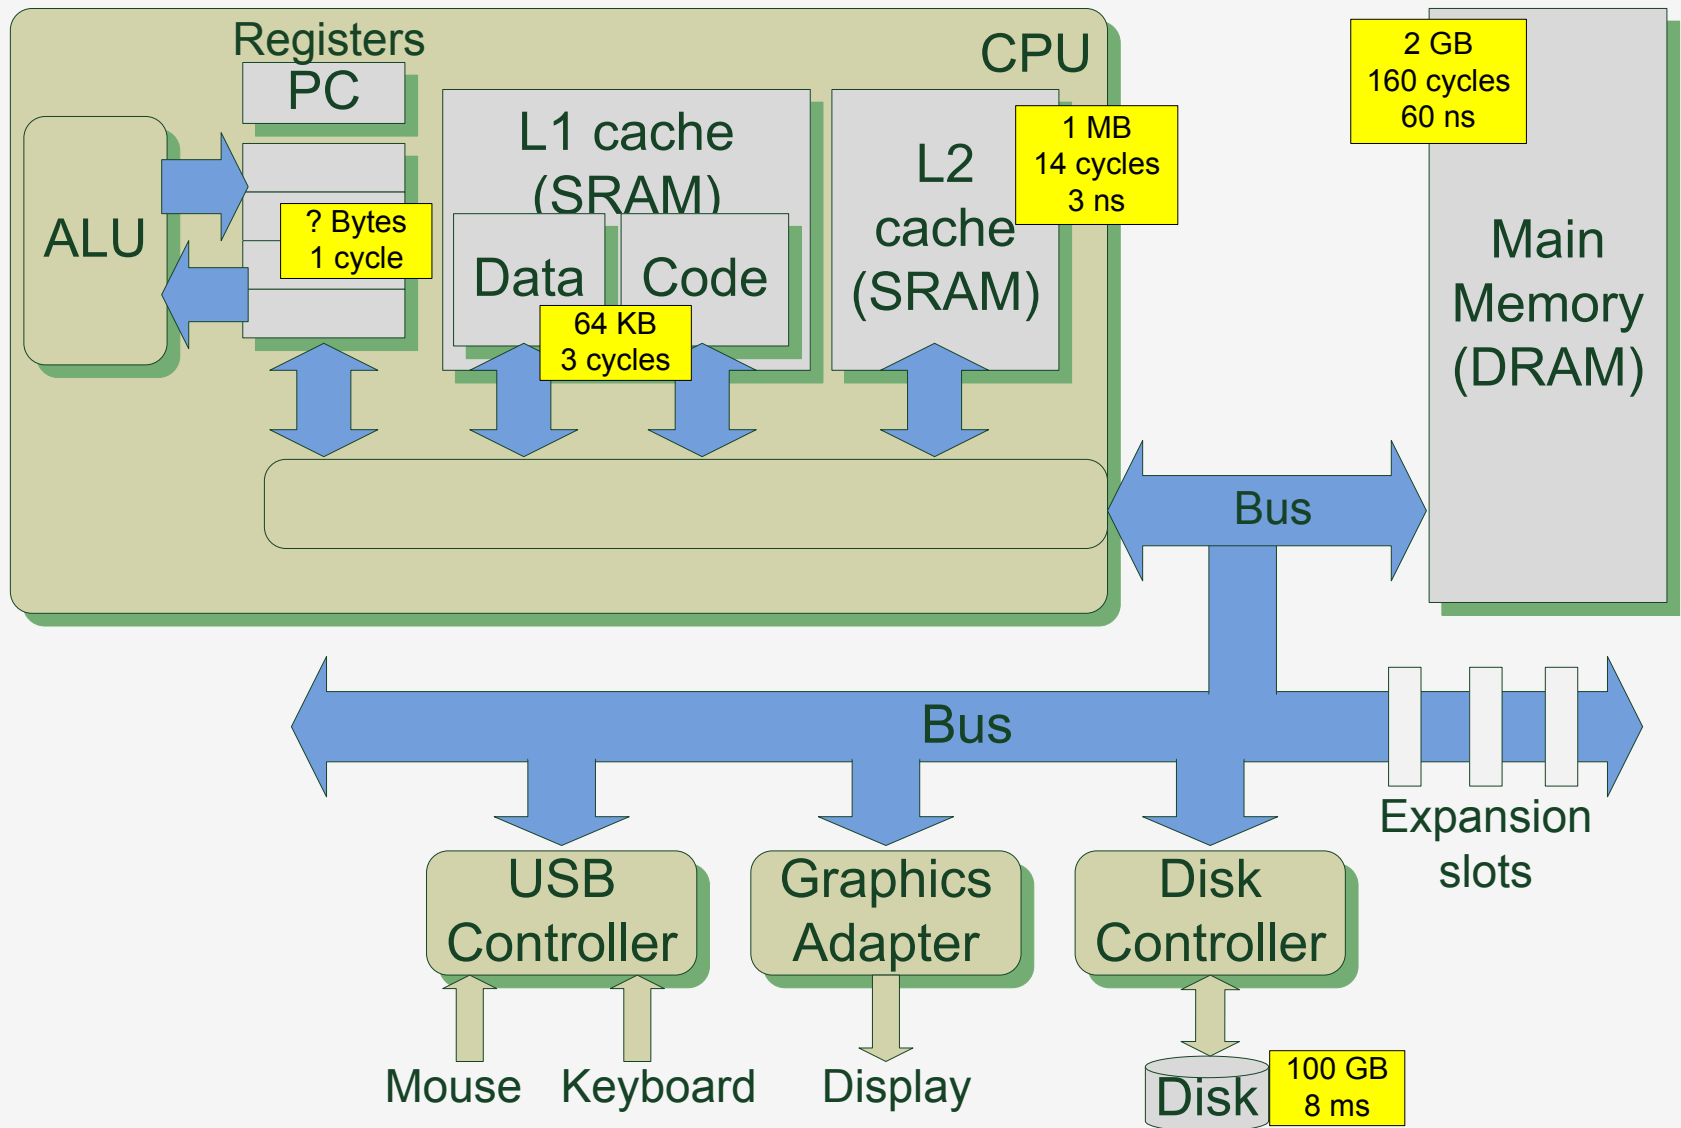 Registers
CPU
PC
ALU
? Bytes
1 cycle
L1 cache
(SRAM)
Data
Code
64 KB
3 cycles
L2
cache
(SRAM)
1 MB
14 cycles
3 ns
2 GB
160 cycles
60 ns
Main
Memory
(DRAM)
Bus
Bus
Expansion
slots
USB
Controller
Graphics
Adapter
Disk
Controller
Mouse
Keyboard
Display
Disk
100 GB
8 ms